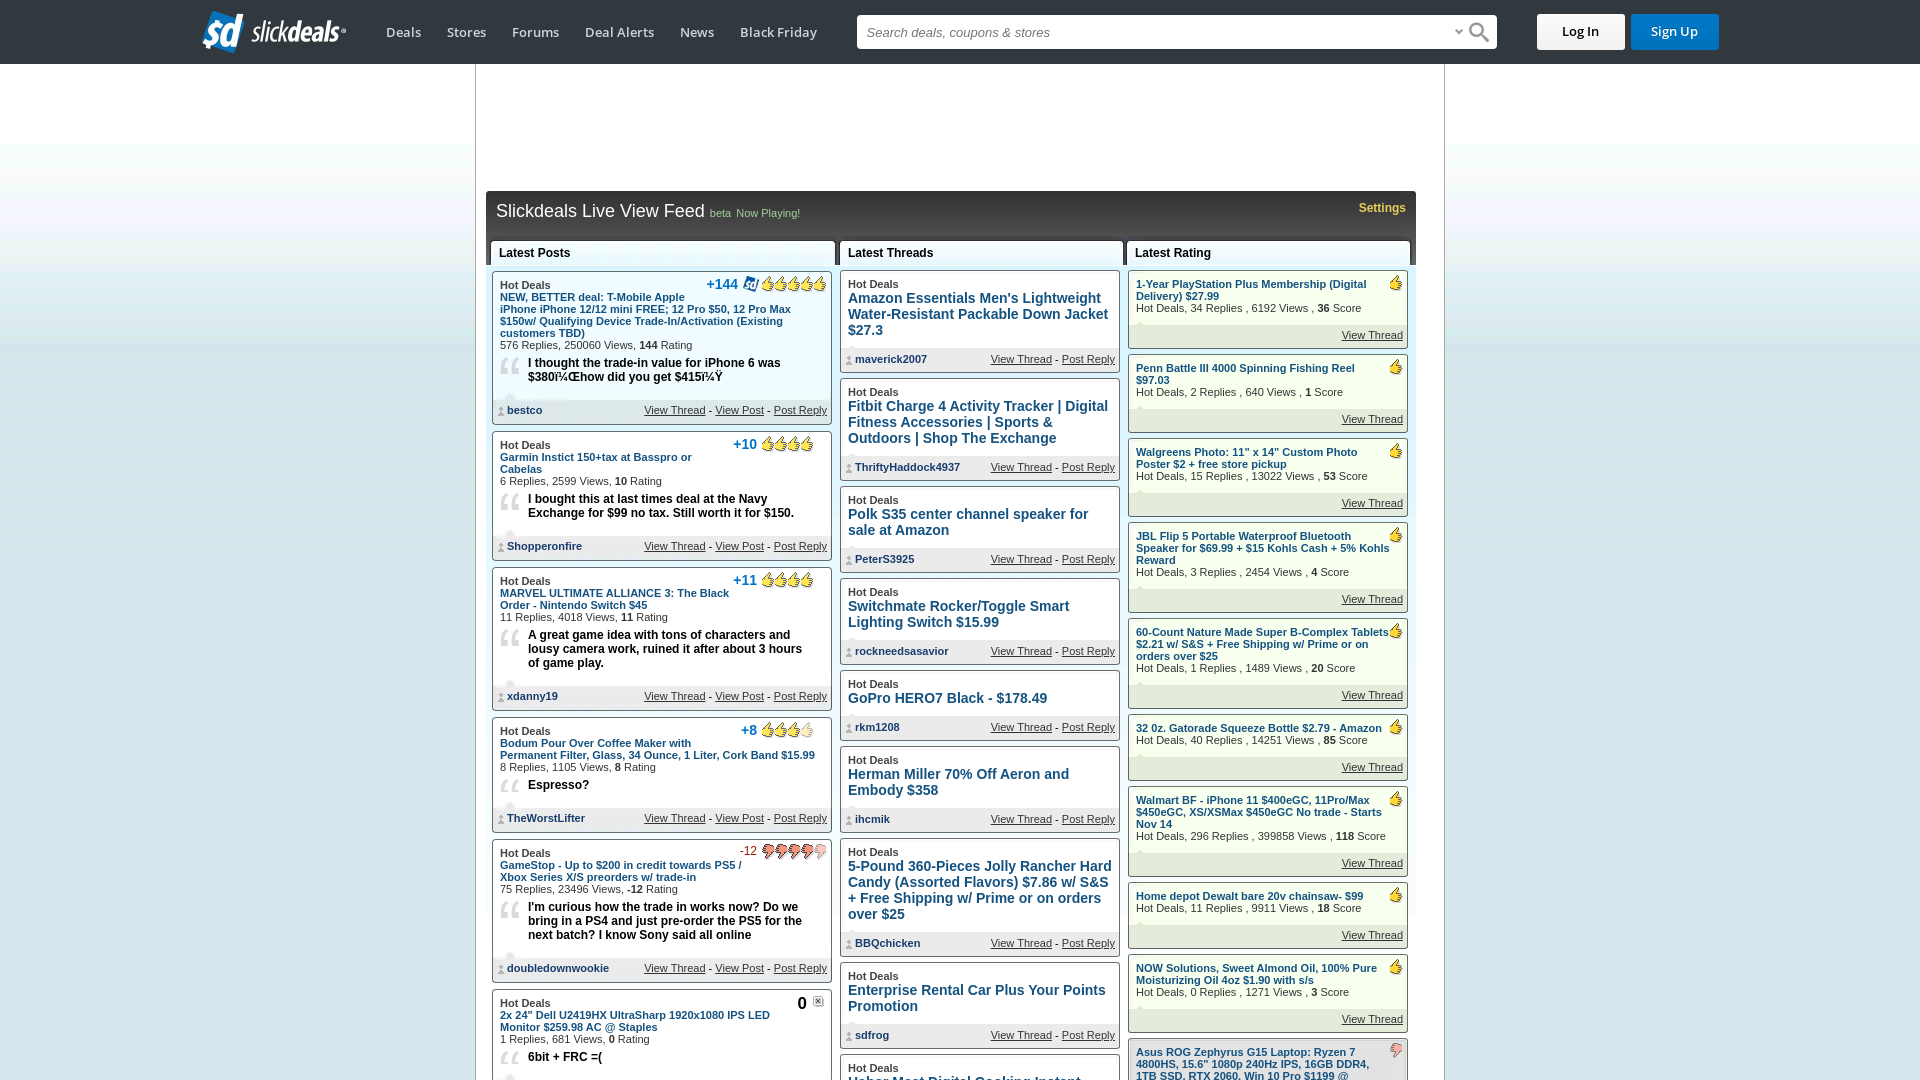 slickdeals
Deals
Stores
Forums
Deal Alerts
News
Black Friday
Search deals, coupons & stores
Log In
Sign Up
Slickdeals Live View Feed beta Now Playing!
Settings
Latest Posts
Hot Deals
+144
NEW, BETTER deal: T-Mobile Apple
iPhone iPhone 12/12 mini FREE; 12 Pro $50, 12 Pro Max
$150w/ Qualifying Device Trade-In/Activation (Existing
customers TBD)
576 Replies, 250060 Views, 144 Rating
I thought the trade-in value for iPhone 6 was
$380ï¼Œhow did you get $415ï¼Ÿ
bestco
View Thread - View Post - Post Reply
Hot Deals
+10
Garmin Instict 150+tax at Basspro or
Cabelas
6 Replies, 2599 Views, 10 Rating
I bought this at last times deal at the Navy
Exchange for $99 no tax. Still worth it for $150.
Shopperonfire
View Thread - View Post - Post Reply
Hot Deals
+11
MARVEL ULTIMATE ALLIANCE 3: The Black
Order - Nintendo Switch $45
11 Replies, 4018 Views, 11 Rating
A great game idea with tons of characters and
lousy camera work, ruined it after about 3 hours
of game play.
xdanny19
View Thread - View Post - Post Reply
Hot Deals
+8
Bodum Pour Over Coffee Maker with
Permanent Filter, Glass, 34 Ounce, 1 Liter, Cork Band $15.99
8 Replies, 1105 Views, 8 Rating
Espresso?
TheWorstLifter
View Thread - View Post - Post Reply
Hot Deals
-12
GameStop - Up to $200 in credit towards PS5 /
Xbox Series X/S preorders w/ trade-in
75 Replies, 23496 Views, -12 Rating
I'm curious how the trade in works now? Do we
bring in a PS4 and just pre-order the PS5 for the
next batch? I know Sony said all online
doubledownwookie
View Thread - View Post - Post Reply
Hot Deals
0
2x 24" Dell U2419HX UltraSharp 1920x1080 IPS LED
Monitor $259.98 AC @ Staples
1 Replies, 681 Views, 0 Rating
6bit + FRC =(
Latest Threads
Hot Deals
Amazon Essentials Men's Lightweight
Water-Resistant Packable Down Jacket
$27.3
maverick2007
View Thread - Post Reply
Hot Deals
Fitbit Charge 4 Activity Tracker | Digital
Fitness Accessories | Sports &
Outdoors | Shop The Exchange
ThriftyHaddock4937
View Thread - Post Reply
Hot Deals
Polk S35 center channel speaker for
sale at Amazon
PeterS3925
View Thread - Post Reply
Hot Deals
Switchmate Rocker/Toggle Smart
Lighting Switch $15.99
rockneedsasavior
View Thread - Post Reply
Hot Deals
GoPro HERO7 Black - $178.49
rkm1208
View Thread - Post Reply
Hot Deals
Herman Miller 70% Off Aeron and
Embody $358
ihcmik
View Thread - Post Reply
Hot Deals
5-Pound 360-Pieces Jolly Rancher Hard
Candy (Assorted Flavors) $7.86 w/ S&S
+ Free Shipping w/ Prime or on orders
over $25
BBQchicken
View Thread - Post Reply
Hot Deals
Enterprise Rental Car Plus Your Points
Promotion
sdfrog
View Thread - Post Reply
Hot Deals
Latest Rating
1-Year PlayStation Plus Membership (Digital
Delivery) $27.99
Hot Deals, 34 Replies , 6192 Views , 36 Score
View Thread
Penn Battle III 4000 Spinning Fishing Reel
$97.03
Hot Deals, 2 Replies , 640 Views , 1 Score
View Thread
Walgreens Photo: 11" x 14" Custom Photo
Poster $2 + free store pickup
Hot Deals, 15 Replies , 13022 Views , 53 Score
View Thread
JBL Flip 5 Portable Waterproof Bluetooth
Speaker for $69.99 + $15 Kohls Cash + 5% Kohls
Reward
Hot Deals, 3 Replies , 2454 Views , 4 Score
View Thread
60-Count Nature Made Super B-Complex Tablets
$2.21 w/ S&S + Free Shipping w/ Prime or on
orders over $25
Hot Deals, 1 Replies , 1489 Views , 20 Score
View Thread
32 0z. Gatorade Squeeze Bottle $2.79 - Amazon
Hot Deals, 40 Replies , 14251 Views , 85 Score
View Thread
Walmart BF - iPhone 11 $400eGC, 11Pro/Max
$450eGC, XS/XSMax $450eGC No trade - Starts
Nov 14
Hot Deals, 296 Replies , 399858 Views , 118 Score
View Thread
Home depot Dewalt bare 20v chainsaw- $99
Hot Deals, 11 Replies , 9911 Views , 18 Score
View Thread
NOW Solutions, Sweet Almond Oil, 100% Pure
Moisturizing Oil 4oz $1.90 with s/s
Hot Deals, 0 Replies , 1271 Views , 3 Score
View Thread
Asus ROG Zephyrus G15 Laptop: Ryzen 7
4800HS, 15.6" 1080p 240Hz IPS, 16GB DDR4,
1TB SSD, RTX 2060, Win 10 Pro $1199 @